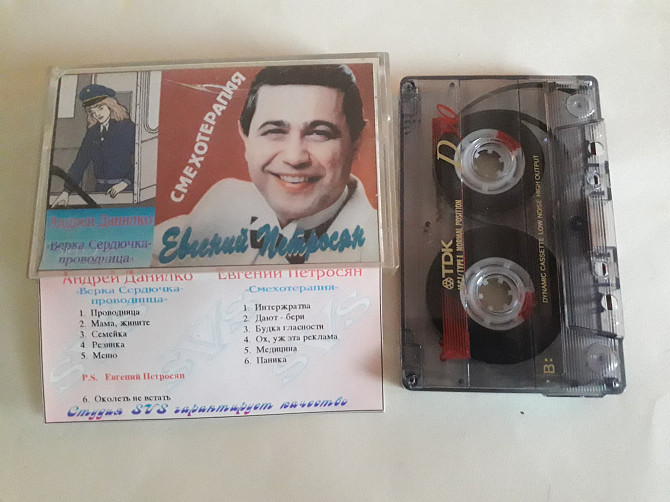 СМЕХОТЕРАПИЯ
Андрей Данилко
-Верка Сердючка-
проводница-
Евгений Петросян
Андрей Данилко
-Верка Сердючка-
проводница-
1. Проводница
2. Мама, живите
3. Семейка
4. Резинка
5. Меню
P.S. Евгений Петросян
6. Околеть не встать
Евгений Петросян
-Смехотерапия-
1. Интержратва
2. Дают - бери
3. Будка гласности
4. Ох, уж эта реклама
5. Медицина
6. Паника
Студия SVS гарантирует качество
D
TDK
IECI/TYPE I NORMAL POSITION
DYNAMIC CASSETTE LOW NOISE HIGH OUTPUT
B: